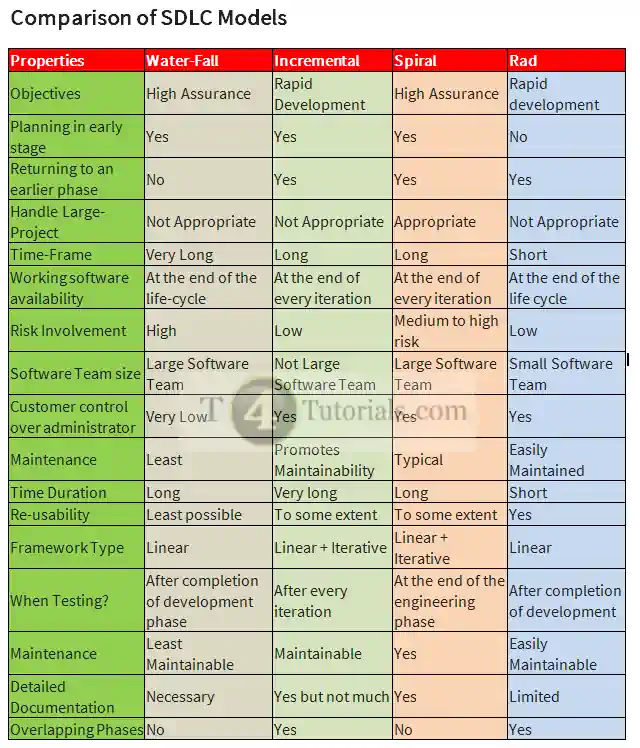 Comparison of SDLC Models
Properties Water-Fall Incremental Spiral Rad
Objectives High Assurance Rapid Development High Assurance Rapid development
Planning in early stage Yes Yes Yes No
Returning to an earlier phase No Yes Yes Yes
Handle Large-Project Not Appropriate Not Appropriate Appropriate Not Appropriate
Time-Frame Very Long Long Long Short
Working software availability At the end of the life-cycle At the end of every iteration At the end of every iteration At the end of the life cycle
Risk Involvement High Low Medium to high risk Low
Software Team size Large Software Team Not Large Software Team Large Software Team Small Software Team
Customer control over administrator Very Low Yes Yes Yes
T4Tutorials.com
Maintenance Least Promotes Maintainability Typical Easily Maintained
Time Duration Long Very long Long Short
Re-usability Least possible To some extent To some extent Yes
Framework Type Linear Linear + Iterative Linear + Iterative Linear
When Testing? After completion of development phase After every iteration At the end of the engineering phase After completion of development
Maintenance Least Maintainable Maintainable Yes Easily Maintainable
Detailed Documentation Necessary Yes but not much Yes Limited
Overlapping Phases No Yes No Yes